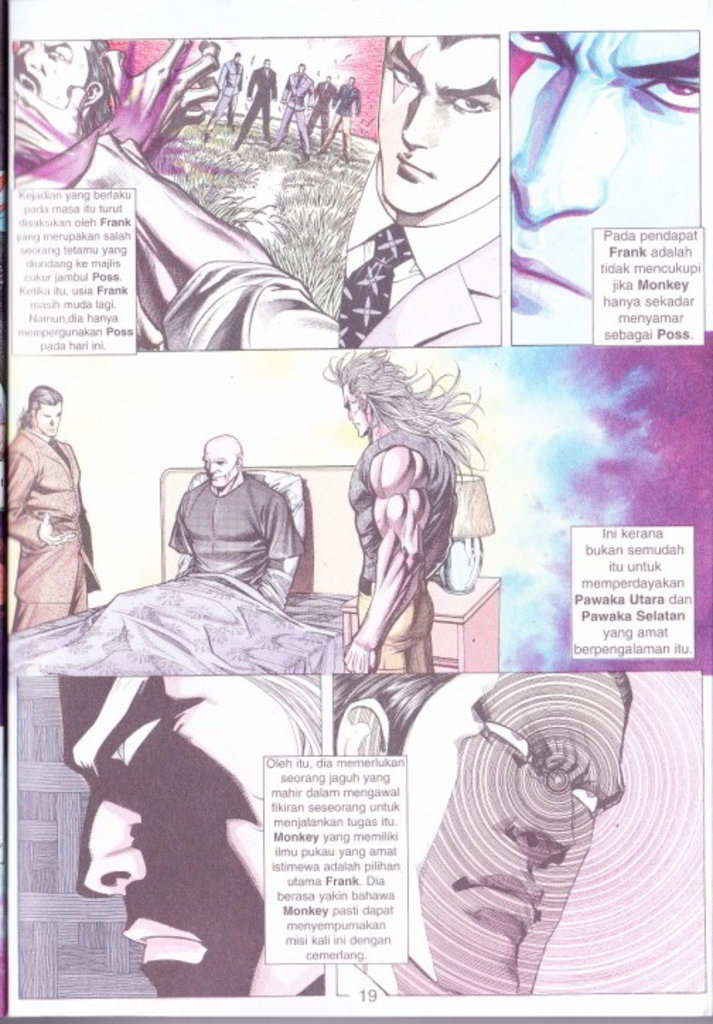 Kejadian yang berlaku
pada masa itu turut
disaksikan oleh Frank
yang merupakan salah
seorang tetamu yang
diundang ke majlis
cukur jambul Poss.
Ketika itu, usia Frank
masih muda lagi.
Namun,dia hanya
mempergunakan Poss
pada hari ini.
Pada pendapat
Frank adalah
tidak mencukupi
jika Monkey
hanya sekadar
menyamar
sebagai Poss.
Ini kerana
bukan semudah
itu untuk
memperdayakan
Pawaka Utara dan
Pawaka Selatan
yang amat
berpengalaman itu.
Oleh itu, dia memerlukan
seorang jaguh yang
mahir dalam mengawal
fikiran seseorang untuk
menjalankan tugas itu.
Monkey yang memiliki
ilmu pukau yang amat
istimewa adalah pilihan
utama Frank. Dia
berasa yakin bahawa
Monkey pasti dapat
menyempurnakan
misi kali ini dengan
cemerlang.
19